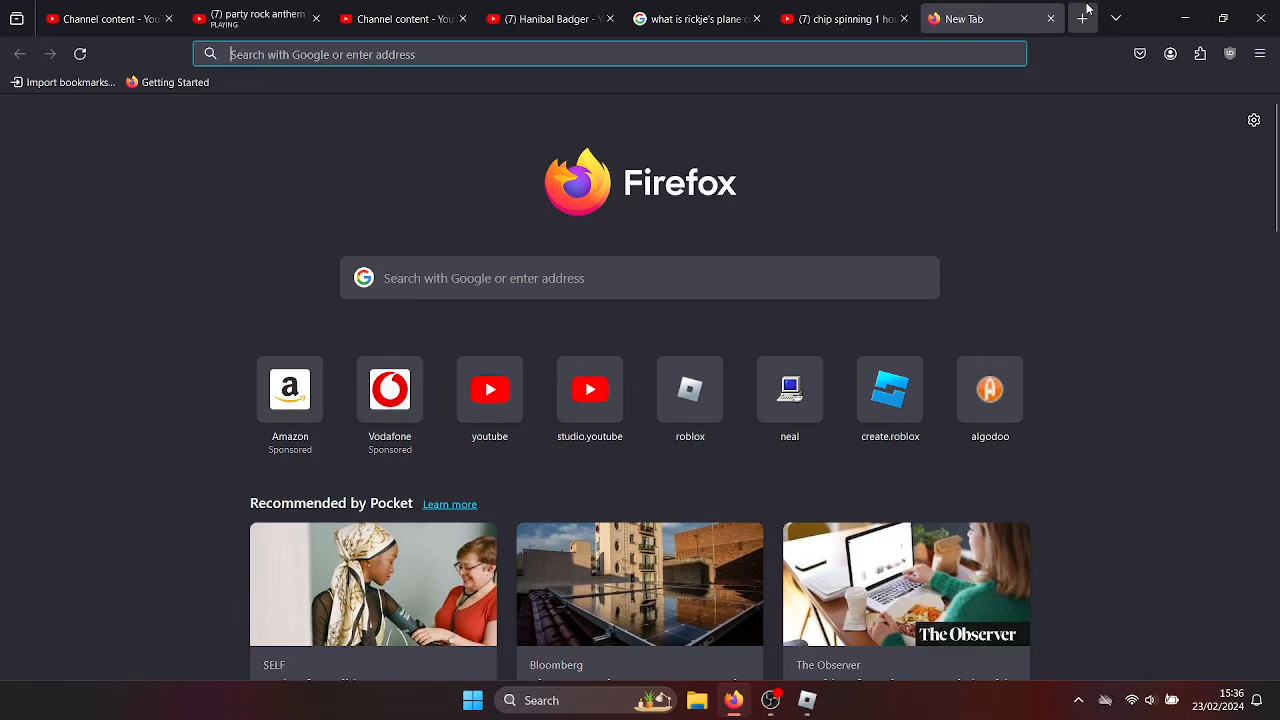 Channel content - You
(7) party rock anthem
PLAYING
Channel content - You
(7) Hanibal Badger - 
what is rickie's plane
(7) chip spinning 1 hou
New Tab
Search with Google or enter address
Import bookmarks...
Getting Started
Firefox
Search with Google or enter address
Amazon
Sponsored
Vodafone
Sponsored
youtube
studio.youtube
roblox
neal
create.roblox
algodoo
Recommended by Pocket
Learn more
The Observer
SELF
Bloomberg
The Observer
Search
15:36
23/02/2024